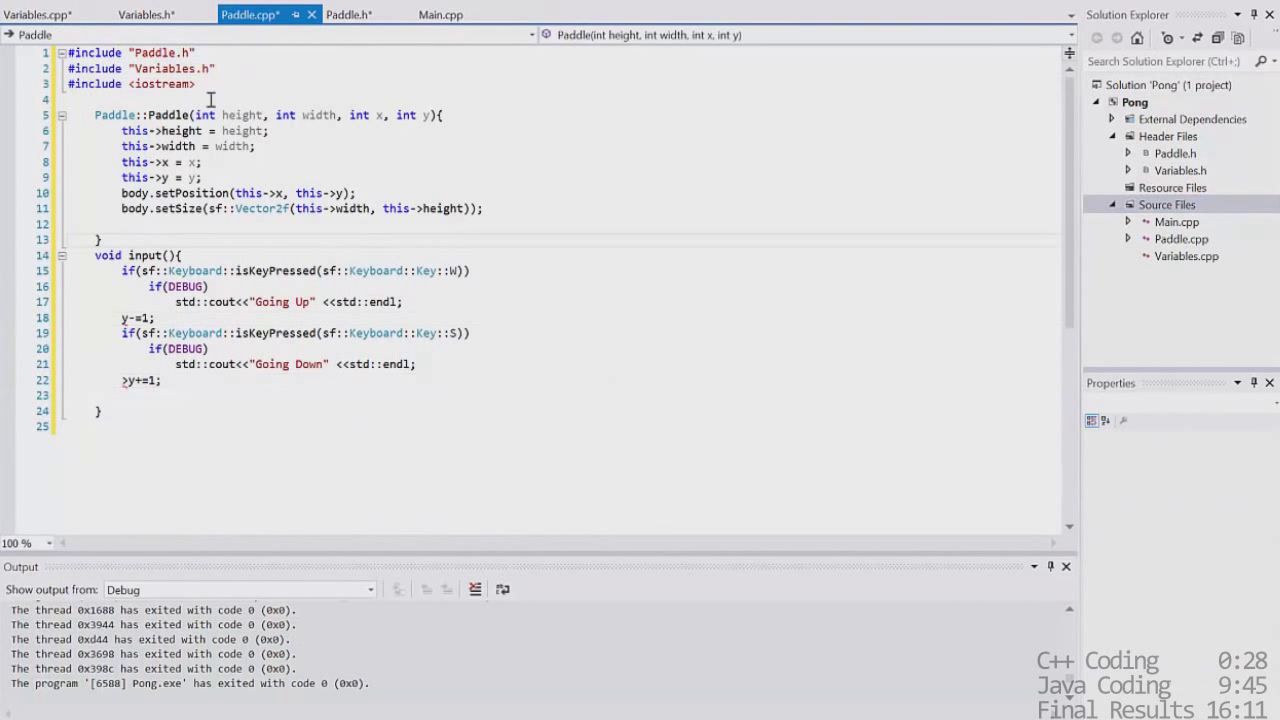 Variables.cpp* Variables.h* Paddle.cpp* Paddle.h* Main.cpp
Paddle Paddle(int height, int width, int x, int y)
1 #include "Paddle.h"
2 #include "Variables.h"
3 #include <iostream>
4
5 Paddle::Paddle(int height, int width, int x, int y){
6 this->height = height;
7 this->width = width;
8 this->x = x;
9 this->y = y;
10 body.setPosition(this->x, this->y);
11 body.setSize(sf::Vector2f(this->width, this->height));
12
13 }
14 void input(){
15 if(sf::Keyboard::isKeyPressed(sf::Keyboard::Key::W))
16 if(DEBUG)
17 std::cout<<"Going Up" <<std::endl;
18 y-=1;
19 if(sf::Keyboard::isKeyPressed(sf::Keyboard::Key::S))
20 if(DEBUG)
21 std::cout<<"Going Down" <<std::endl;
22 >y+=1;
23
24 }
25
100 %
Output
Show output from: Debug
The thread 0x1688 has exited with code 0 (0x0).
The thread 0x3944 has exited with code 0 (0x0).
The thread 0xd44 has exited with code 0 (0x0).
The thread 0x3698 has exited with code 0 (0x0).
The thread 0x398c has exited with code 0 (0x0).
The program '[6588] Pong.exe' has exited with code 0 (0x0).
Solution Explorer
Search Solution Explorer (Ctrl+;)
Solution 'Pong' (1 project)
Pong
External Dependencies
Header Files
Paddle.h
Variables.h
Resource Files
Source Files
Main.cpp
Paddle.cpp
Variables.cpp
Properties
C++ Coding 0:28
Java Coding 9:45
Final Results 16:11